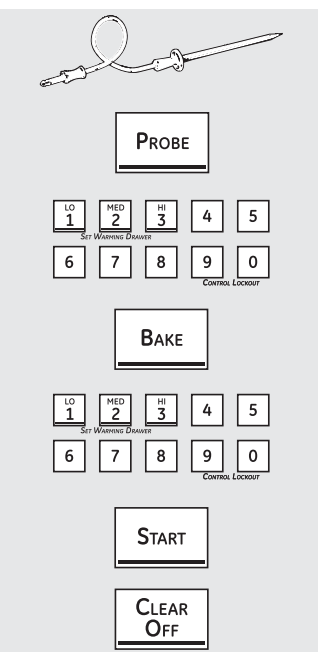 PROBE
LO MED HI
1 2 3 4 5
SET WARMING DRAWER
6 7 8 9 0
CONTROL LOCKOUT
BAKE
LO MED HI
1 2 3 4 5
SET WARMING DRAWER
6 7 8 9 0
CONTROL LOCKOUT
START
CLEAR
OFF